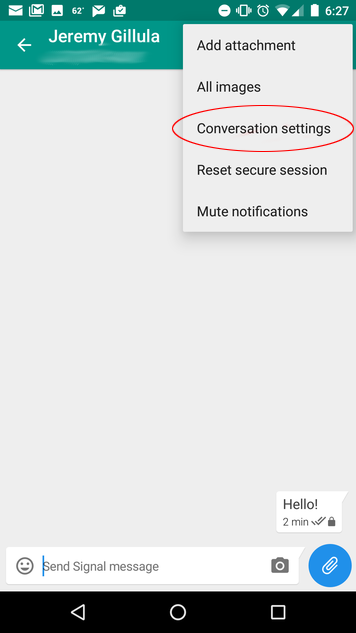 62°
6:27
Jeremy Gillula
Add attachment
All images
Conversation settings
Reset secure session
Mute notifications
Hello!
2 min
Send Signal message